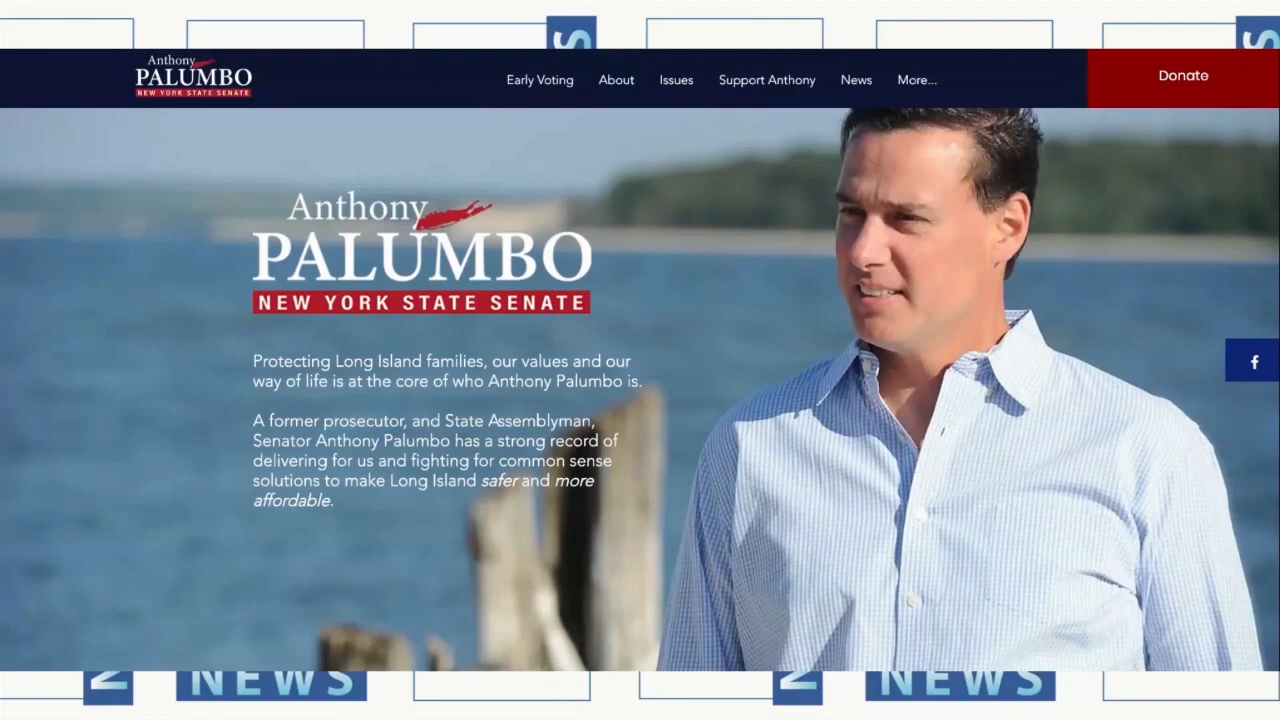 Anthony
PALUMBO
NEW YORK STATE SENATE
Early Voting
About
Issues
Support Anthony
News
More...
Donate
Anthony
PALUMBO
NEW YORK STATE SENATE
f
Protecting Long Island families, our values and our
way of life is at the core of who Anthony Palumbo is.
A former prosecutor, and State Assemblyman,
Senator Anthony Palumbo has a strong record of
delivering for us and fighting for common sense
solutions to make Long Island safer and more
affordable.
NEWS
NEWS